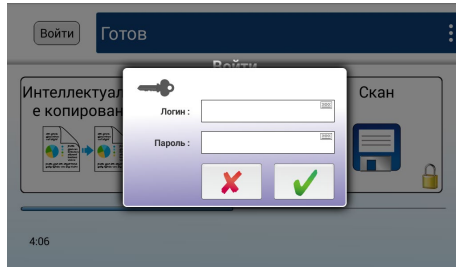 Войти
Готов
Войти
Интеллектуал
е копирован
Скан
Логин :
Пароль :
4:06